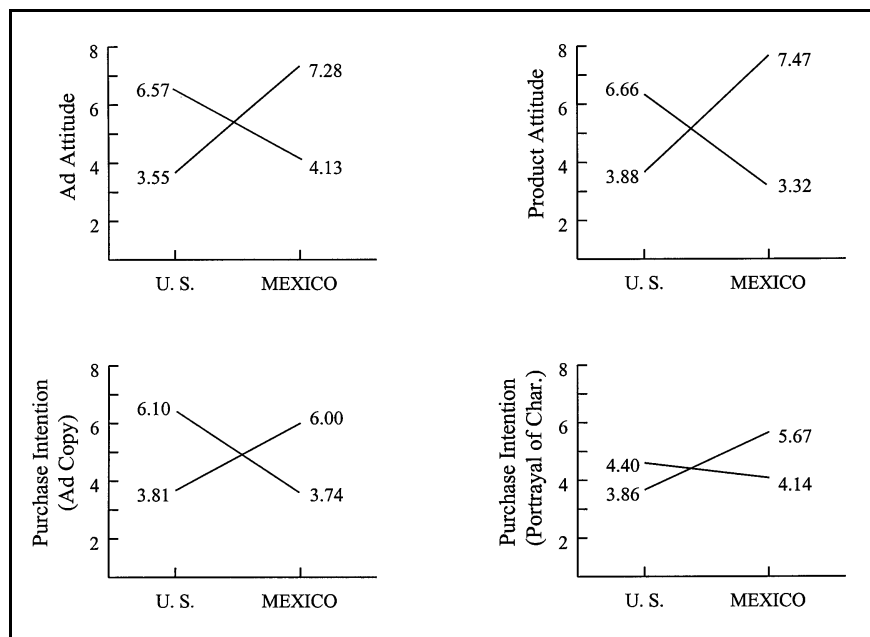 Ad Attitude
8
6
4
2
6.57
7.28
3.55
4.13
U. S.
MEXICO
Product Attitude
8
6
4
2
6.66
7.47
3.88
3.32
U. S.
MEXICO
Purchase Intention
(Ad Copy)
8
6
4
2
6.10
6.00
3.81
3.74
U. S.
MEXICO
Purchase Intention
(Portrayal of Char.)
8
6
4
2
4.40
5.67
3.86
4.14
U. S.
MEXICO